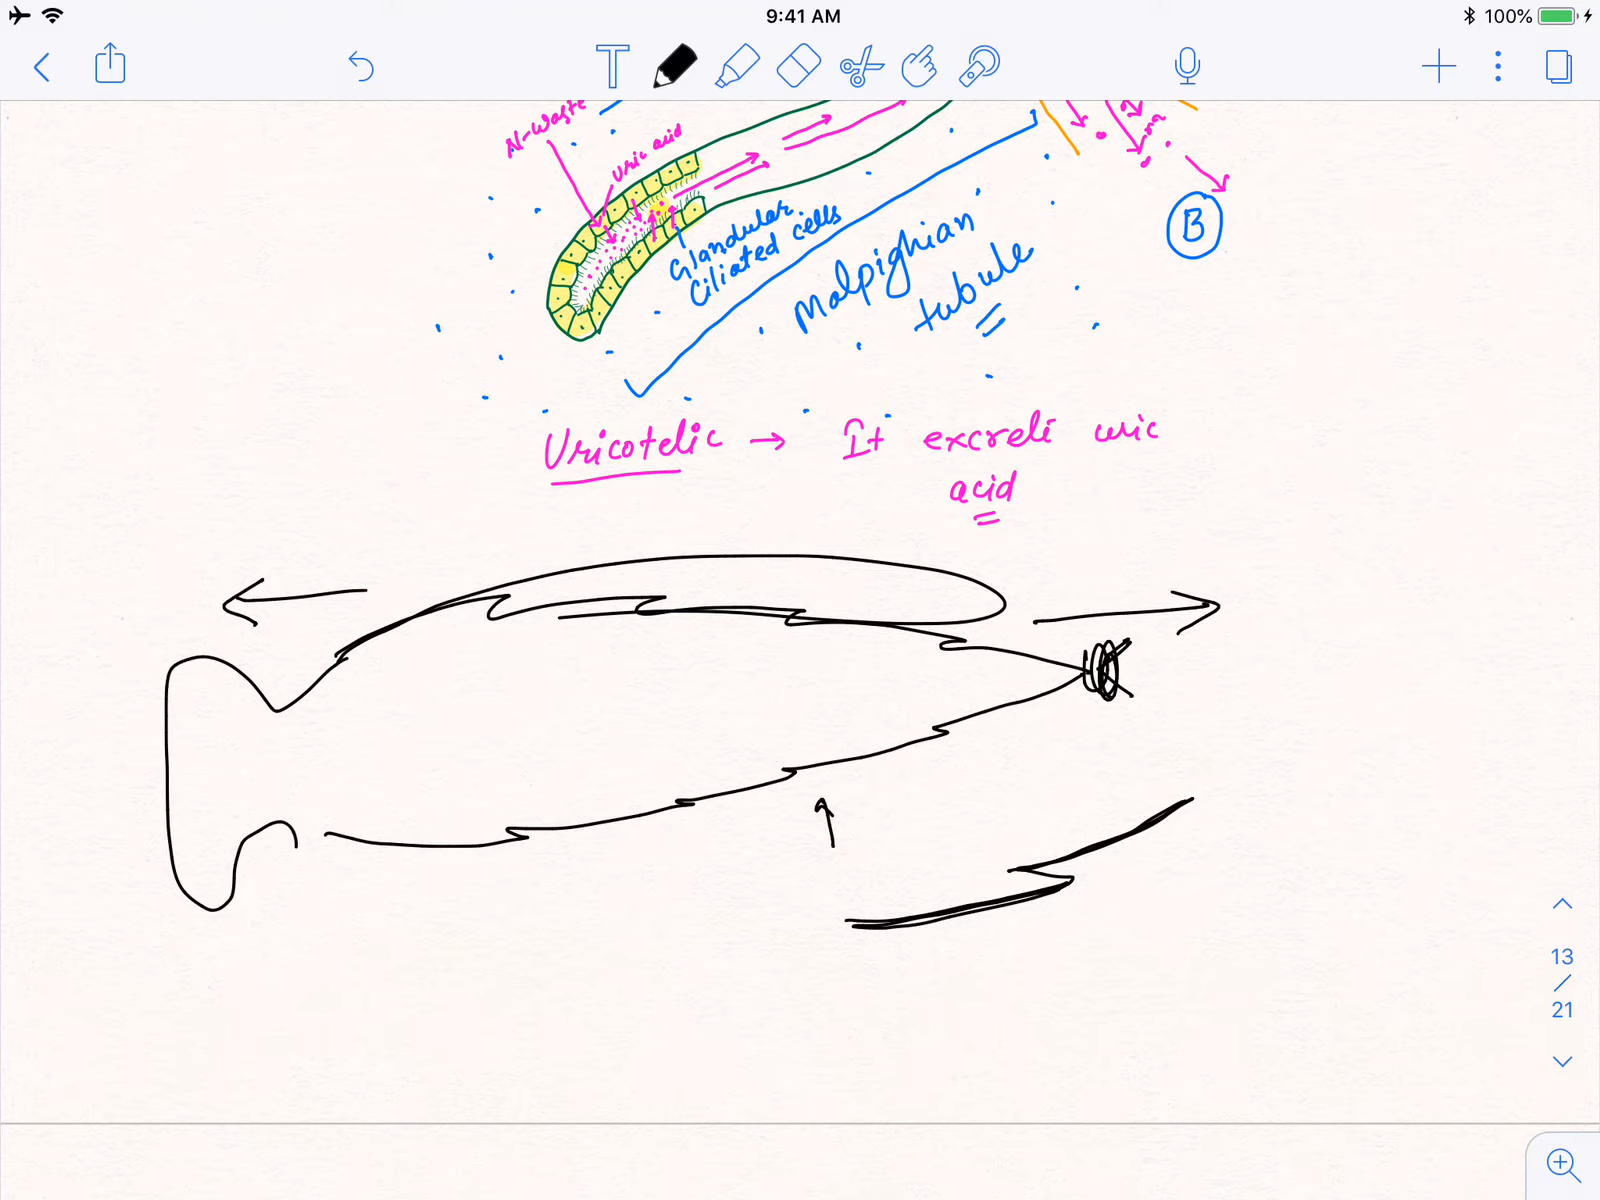 9:41 AM
100%
T
N-waste
Uric acid
Glandular
Ciliated cells
Malpighian
tubule
B
Uricotelic → It excreti uric
acid
13
/
21